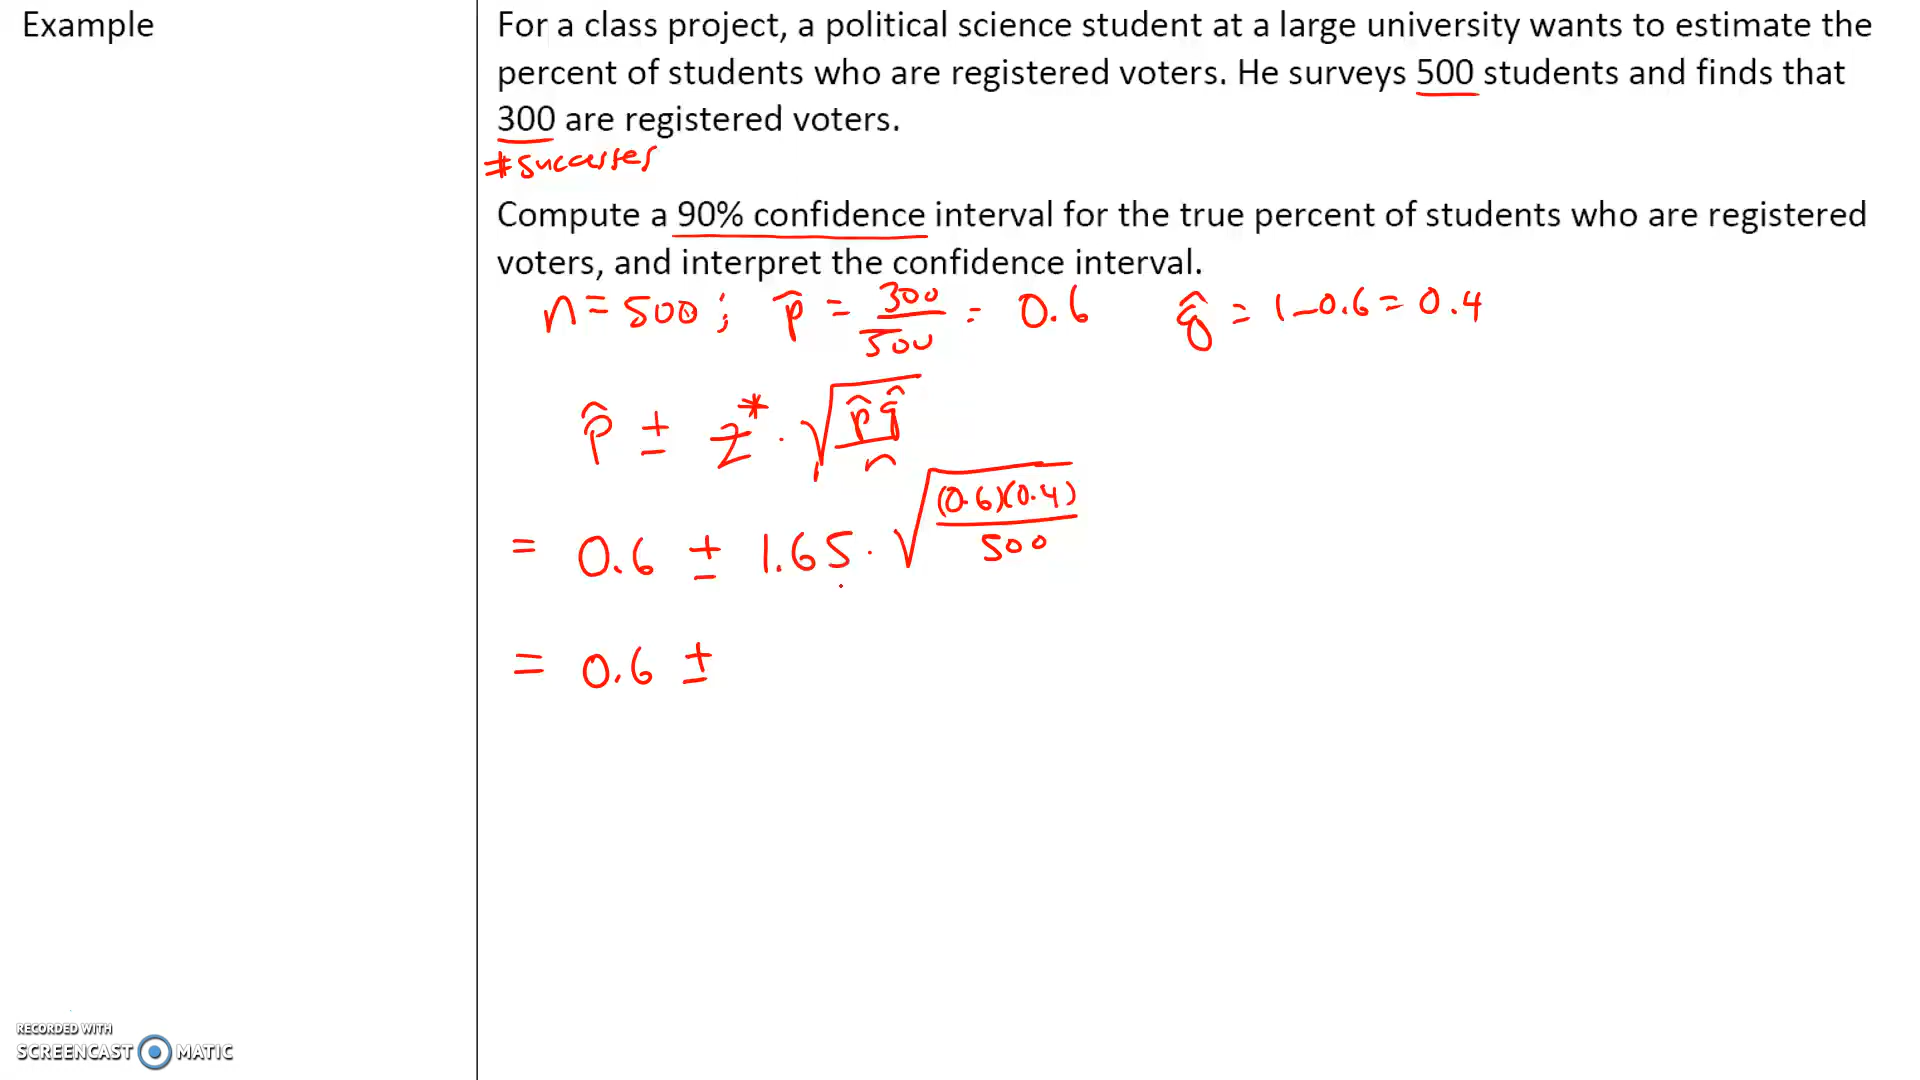 Example
For a class project, a political science student at a large university wants to estimate the
percent of students who are registered voters. He surveys 500 students and finds that
300 are registered voters.
#successes
Compute a 90% confidence interval for the true percent of students who are registered
voters, and interpret the confidence interval.
n = 500 ; p̂ = 300/500 = 0.6 q̂ = 1 - 0.6 = 0.4
p̂ ± z* · √(p̂q̂/n)
= 0.6 ± 1.65 · √((0.6)(0.4)/500)
= 0.6 ±
RECORDED WITH
SCREENCAST MATIC